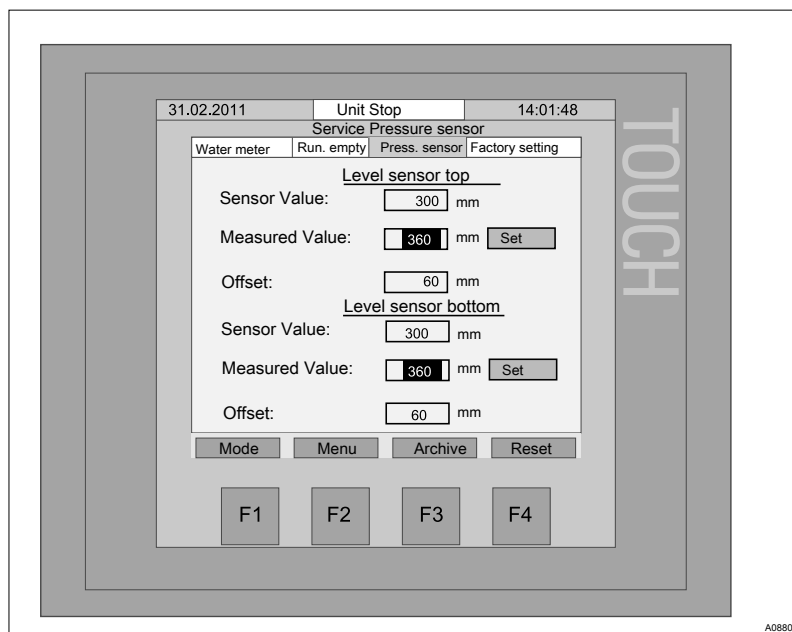 31.02.2011 Unit Stop 14:01:48
Service Pressure sensor
Water meter Run. empty Press. sensor Factory setting
Level sensor top
Sensor Value: 300 mm
Measured Value: 360 mm Set
Offset: 60 mm
Level sensor bottom
Sensor Value: 300 mm
Measured Value: 360 mm Set
Offset: 60 mm
Mode Menu Archive Reset
F1 F2 F3 F4
TOUCH
A0880